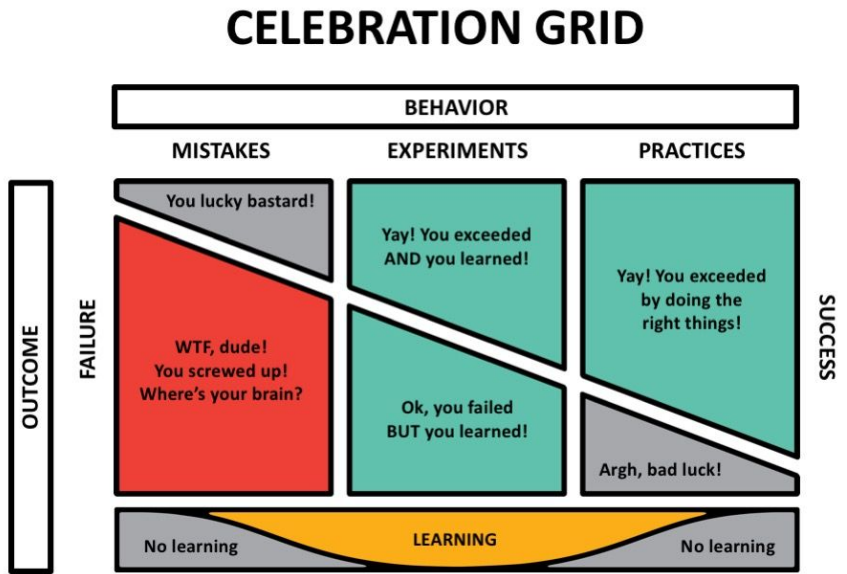 CELEBRATION GRID
BEHAVIOR
MISTAKES
EXPERIMENTS
PRACTICES
OUTCOME
FAILURE
SUCCESS
You lucky bastard!
WTF, dude!
You screwed up!
Where's your brain?
Yay! You exceeded
AND you learned!
Ok, you failed
BUT you learned!
Yay! You exceeded
by doing the
right things!
Argh, bad luck!
No learning
LEARNING
No learning